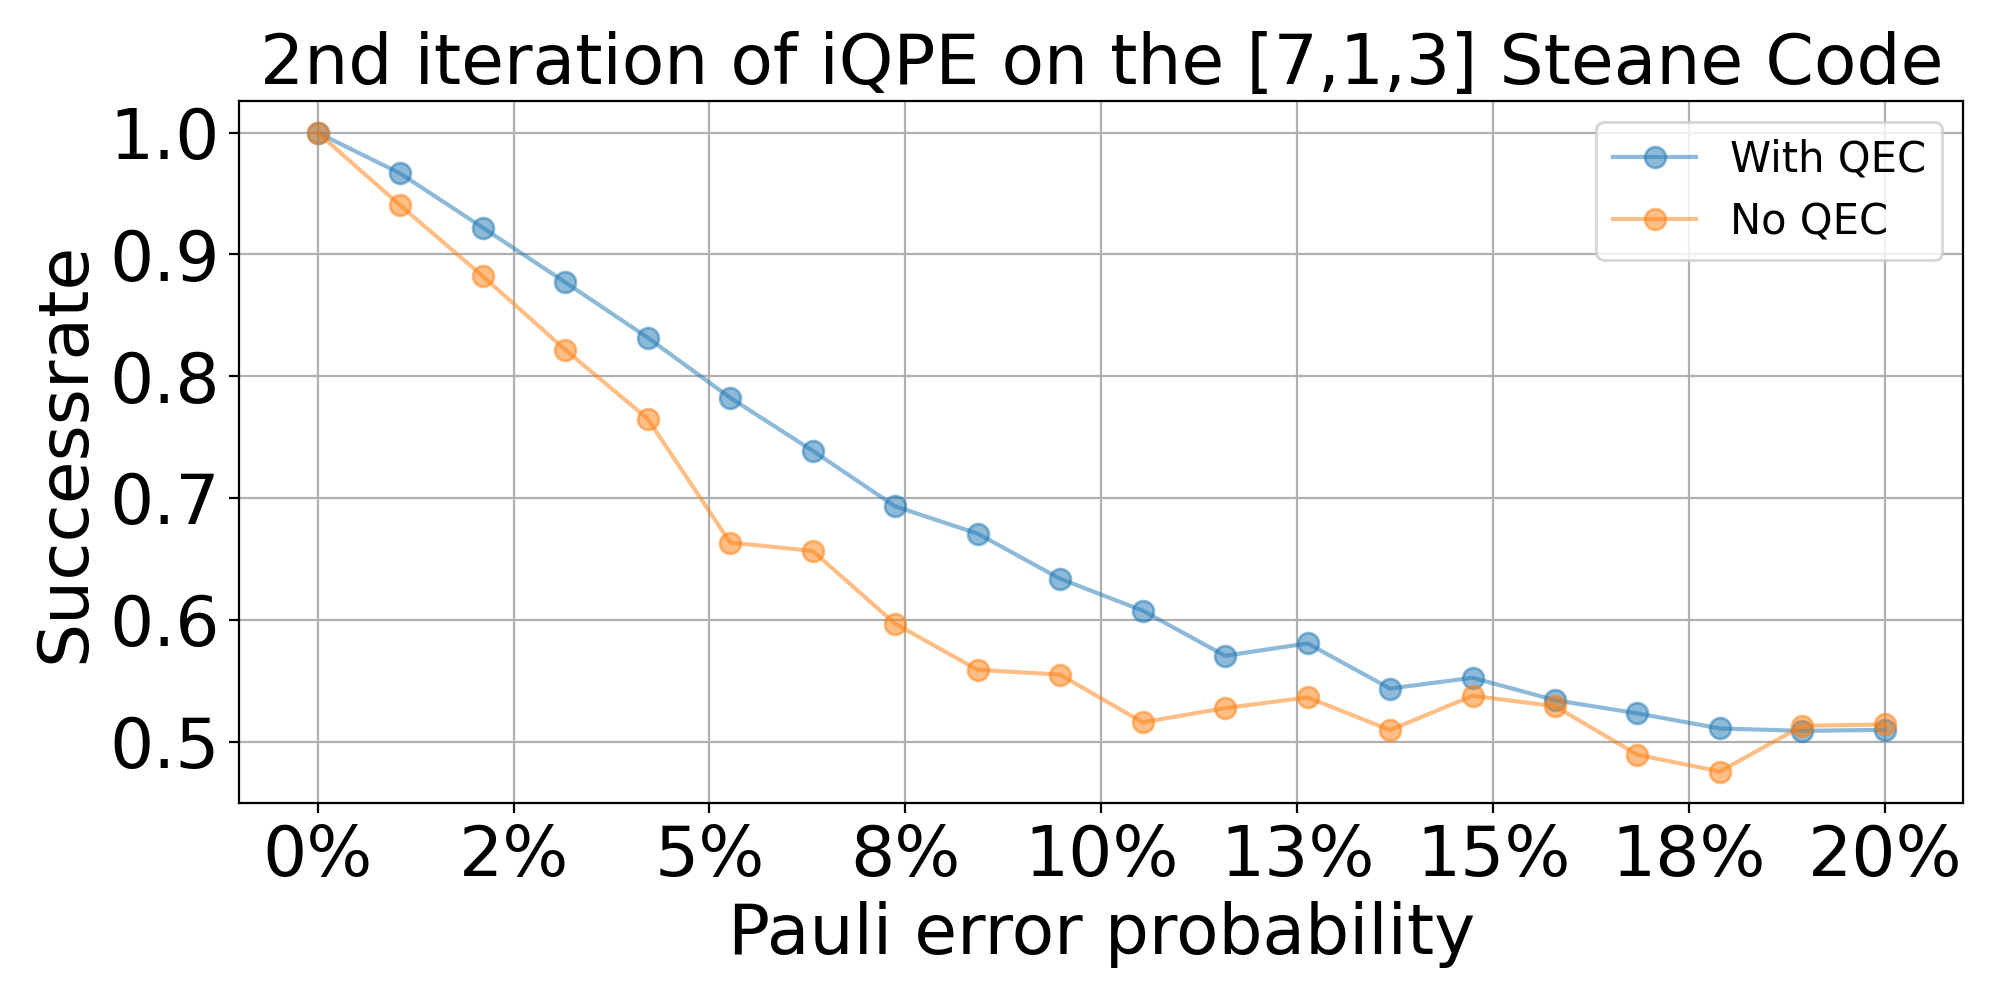 2nd iteration of iQPE on the [7,1,3] Steane Code
With QEC
No QEC
Successrate
1.0
0.9
0.8
0.7
0.6
0.5
0% 2% 5% 8% 10% 13% 15% 18% 20%
Pauli error probability